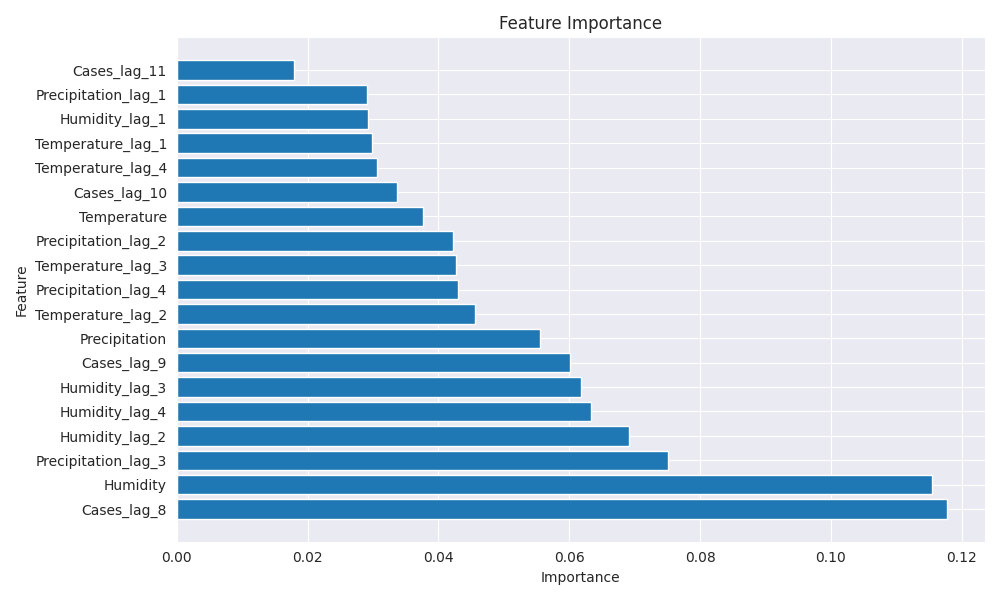 Feature Importance
Feature
Cases_lag_11
Precipitation_lag_1
Humidity_lag_1
Temperature_lag_1
Temperature_lag_4
Cases_lag_10
Temperature
Precipitation_lag_2
Temperature_lag_3
Precipitation_lag_4
Temperature_lag_2
Precipitation
Cases_lag_9
Humidity_lag_3
Humidity_lag_4
Humidity_lag_2
Precipitation_lag_3
Humidity
Cases_lag_8
0.00 0.02 0.04 0.06 0.08 0.10 0.12
Importance